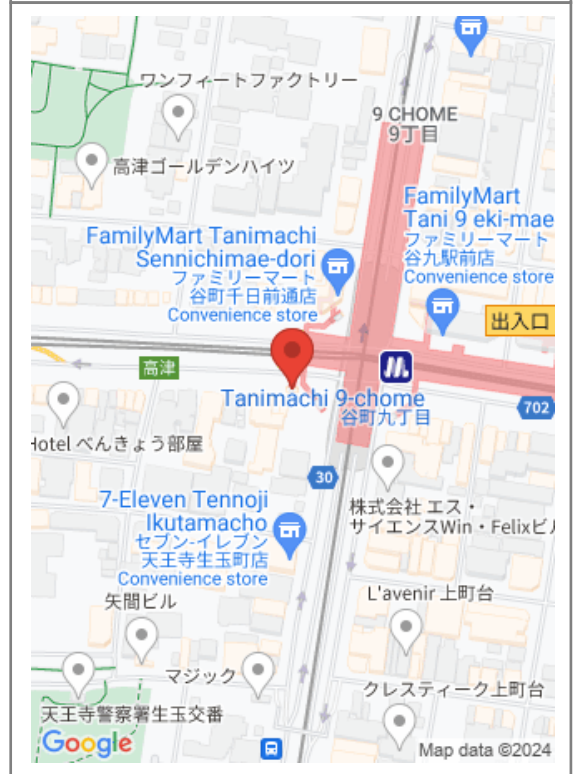 ワンフィートファクトリー
9 CHOME
9丁目
高津ゴールデンハイツ
FamilyMart
Tani 9 eki-mae
ファミリーマート
谷九駅前店
Convenience store
FamilyMart Tanimachi
Sennichimae-dori
ファミリーマート
谷町千日前通店
Convenience store
出入口
高津
Tanimachi 9-chome
谷町九丁目
702
Hotel べんきょう部屋
30
株式会社 エス・
サイエンスWin・Felixビル
7-Eleven Tennoji
Ikutamacho
セブン-イレブン
天王寺生玉町店
Convenience store
L'avenir 上町台
矢間ビル
マジック
クレスティーク上町台
天王寺警察署生玉交番
Google
Map data ©2024